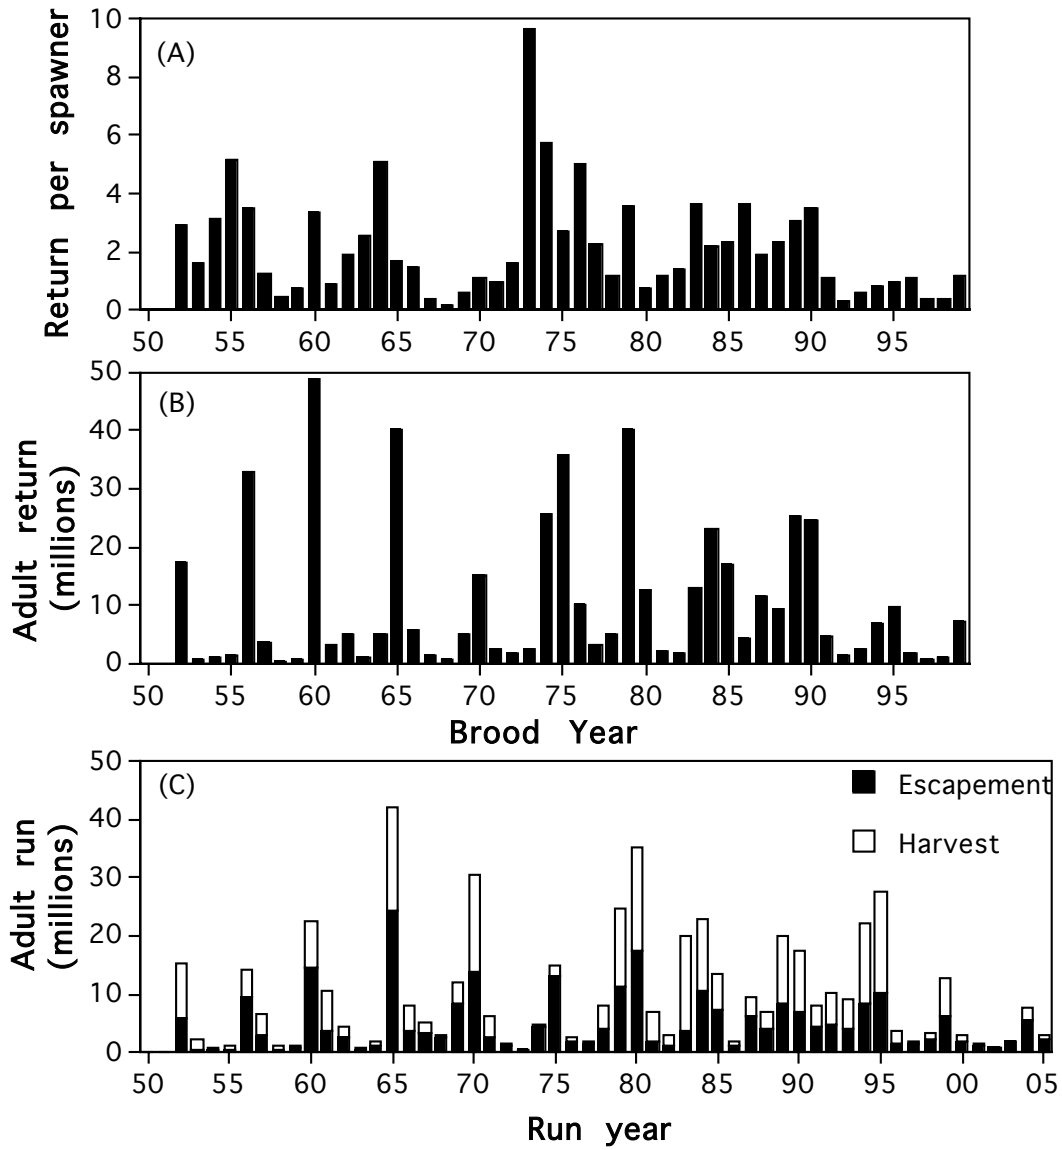 Return per spawner
(A)
10
8
6
4
2
0
50 55 60 65 70 75 80 85 90 95
Adult return
(millions)
(B)
50
40
30
20
10
0
50 55 60 65 70 75 80 85 90 95
Brood Year
Adult run
(millions)
(C)
Escapement
Harvest
50
40
30
20
10
0
50 55 60 65 70 75 80 85 90 95 00 05
Run year